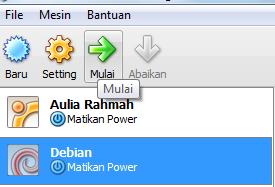 File Mesin Bantuan
Baru Setting Mulai Abaikan
Mulai
Aulia Rahmah
Matikan Power
Debian
Matikan Power